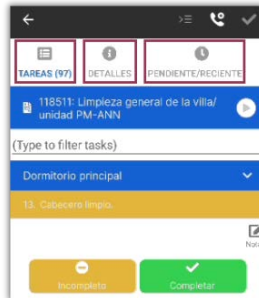 TAREAS (97)
DETALLES
PENDIENTE/RECIENTE
118511: Limpieza general de la villa/
unidad PM-ANN
(Type to filter tasks)
Dormitorio principal
13. Cabecero limpio.
Incompleto
Completar